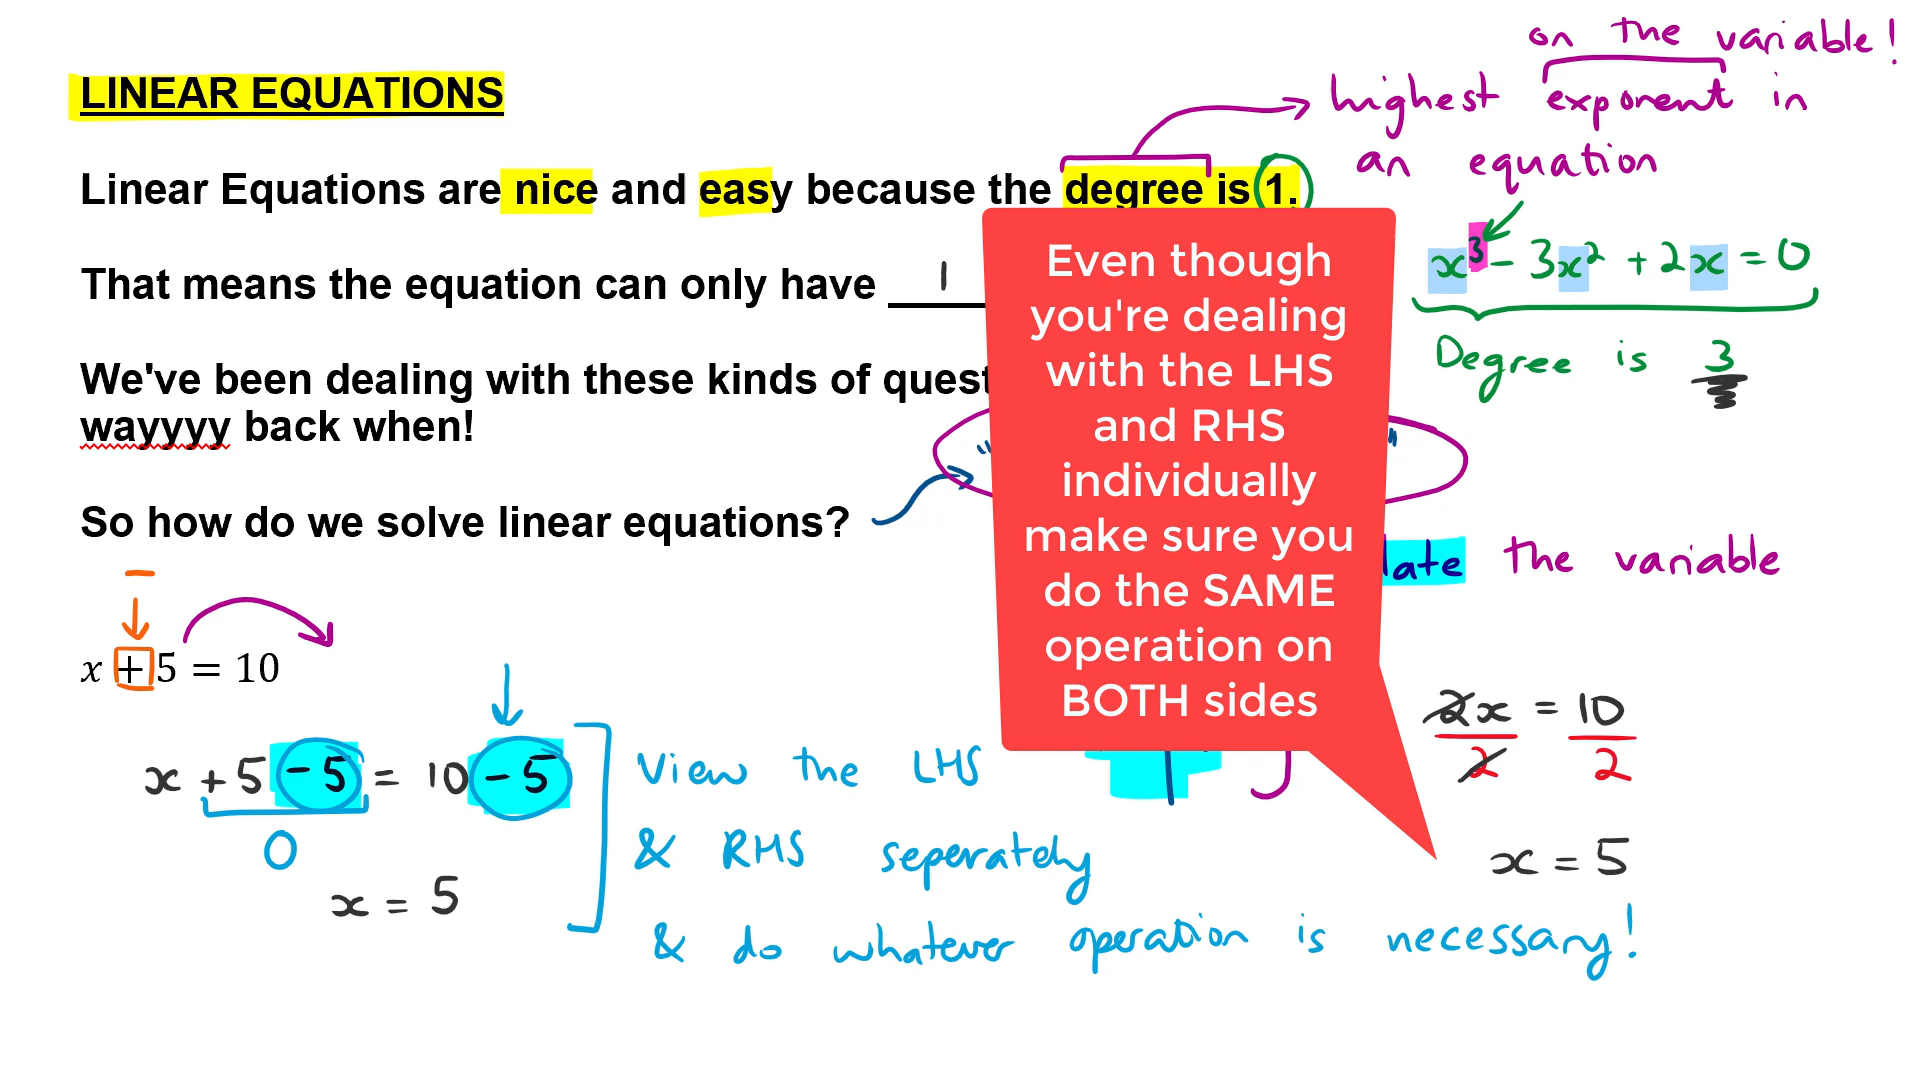 on the variable!
LINEAR EQUATIONS
highest exponent in
an equation
Linear Equations are nice and easy because the degree is 1.
x³ - 3x² + 2x = 0
Degree is 3
That means the equation can only have 1
We've been dealing with these kinds of quest
wayyyy back when!
So how do we solve linear equations?
Even though
you're dealing
with the LHS
and RHS
individually
make sure you
do the SAME
operation on
BOTH sides
late the variable
−
x + 5 = 10
x + 5 - 5 = 10 - 5
0
x = 5
View the LHS
& RHS seperately
& do whatever operation is necessary!
2x = 10
2 2
x = 5